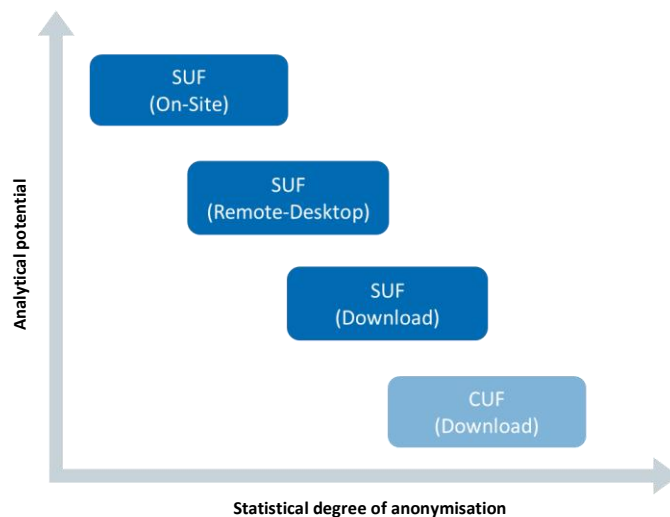 SUF
(On-Site)
SUF
(Remote-Desktop)
SUF
(Download)
CUF
(Download)
Analytical potential
Statistical degree of anonymisation